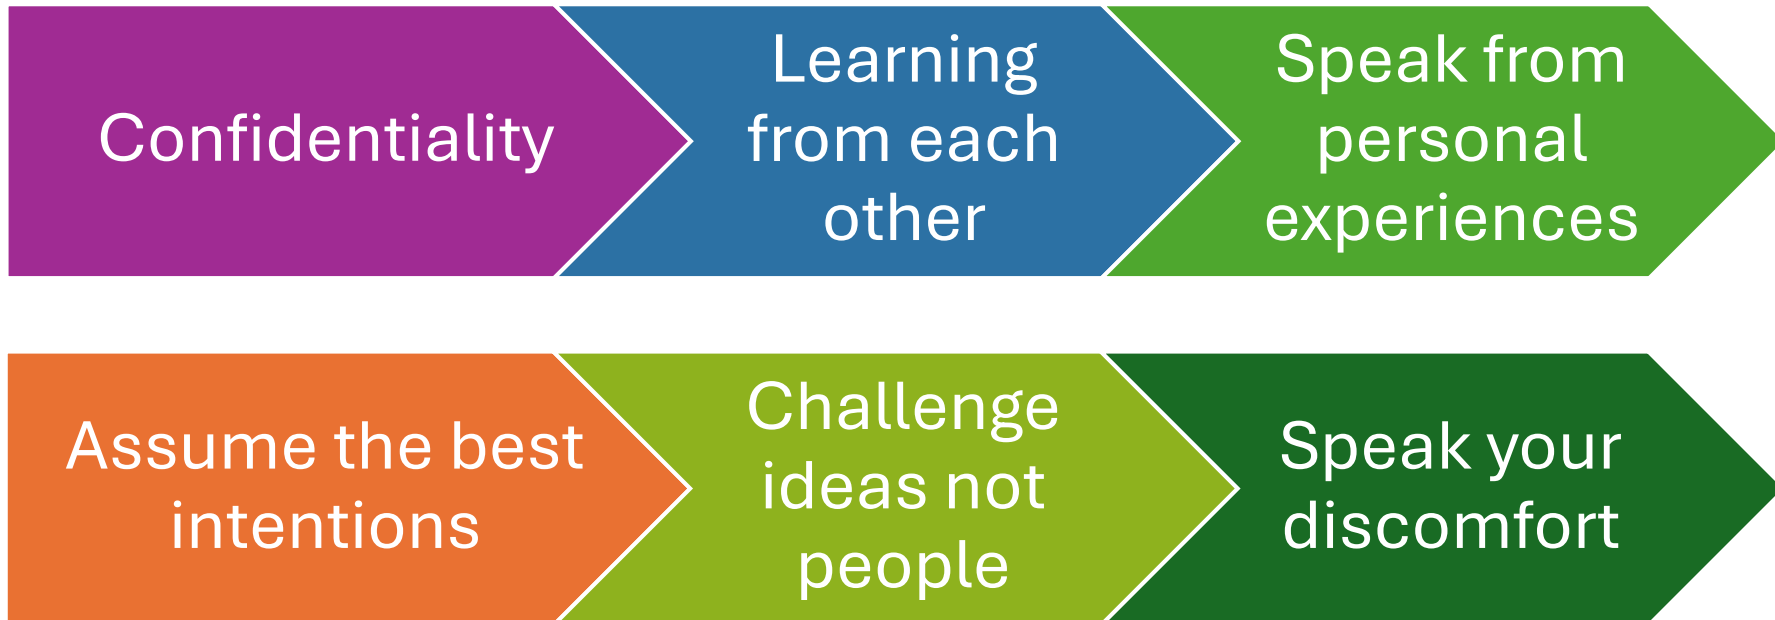 Confidentiality
Learning
from each
other
Speak from
personal
experiences
Assume the best
intentions
Challenge
ideas not
people
Speak your
discomfort